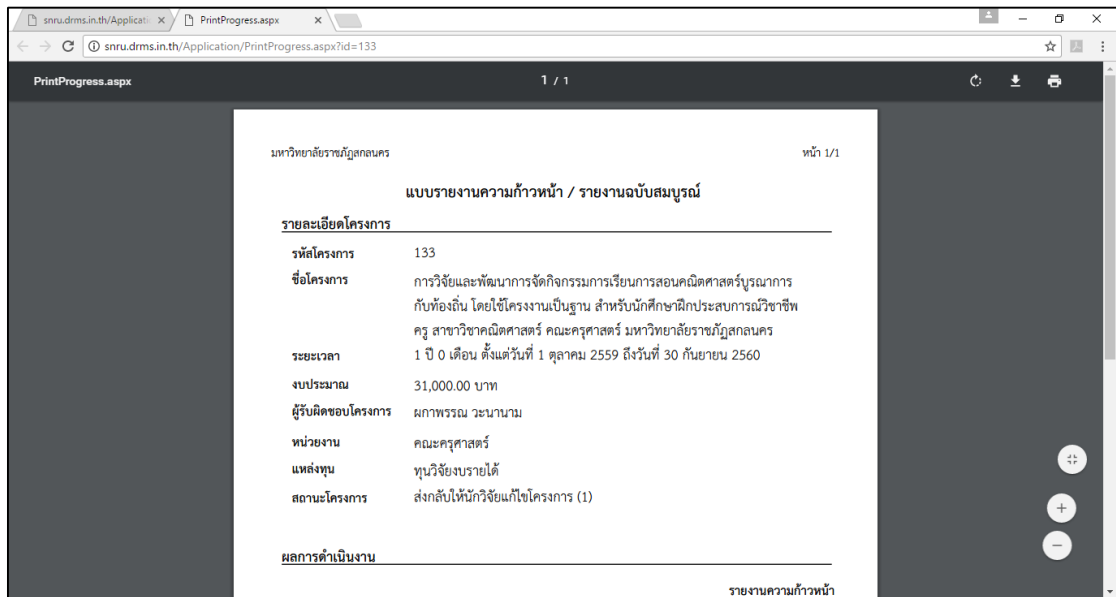 snru.drms.in.th/Applicati
PrintProgress.aspx
snru.drms.in.th/Application/PrintProgress.aspx?id=133
PrintProgress.aspx
1 / 1
มหาวิทยาลัยราชภัฏสกลนคร
หน้า 1/1
แบบรายงานความก้าวหน้า / รายงานฉบับสมบูรณ์
รายละเอียดโครงการ
รหัสโครงการ 133
ชื่อโครงการ การวิจัยและพัฒนาการจัดกิจกรรมการเรียนการสอนคณิตศาสตร์บูรณาการ
กับท้องถิ่น โดยใช้โครงงานเป็นฐาน สำหรับนักศึกษาฝึกประสบการณ์วิชาชีพ
ครู สาขาวิชาคณิตศาสตร์ คณะครุศาสตร์ มหาวิทยาลัยราชภัฏสกลนคร
ระยะเวลา 1 ปี 0 เดือน ตั้งแต่วันที่ 1 ตุลาคม 2559 ถึงวันที่ 30 กันยายน 2560
งบประมาณ 31,000.00 บาท
ผู้รับผิดชอบโครงการ ผกาพรรณ วะนานาม
หน่วยงาน คณะครุศาสตร์
แหล่งทุน ทุนวิจัยงบรายได้
สถานะโครงการ ส่งกลับให้นักวิจัยแก้ไขโครงการ (1)
ผลการดำเนินงาน
รายงานความก้าวหน้า